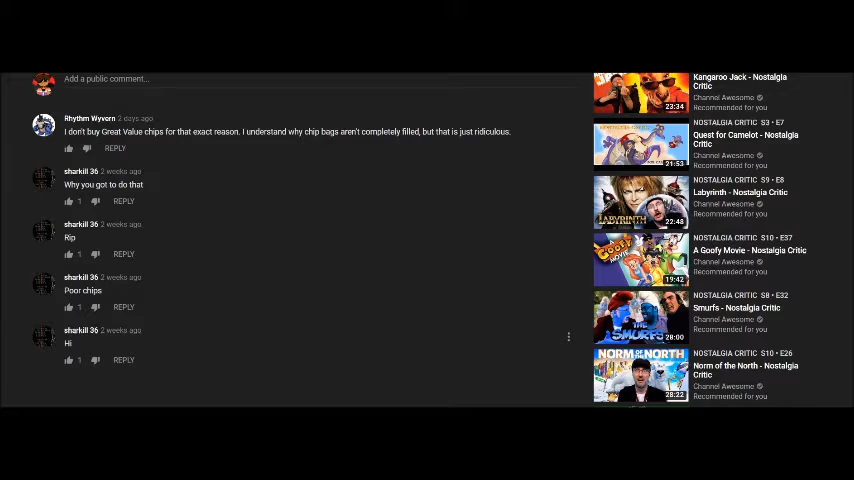 Add a public comment...
Rhythm Wyvern 2 days ago
I don't buy Great Value chips for that exact reason. I understand why chip bags aren't completely filled, but that is just ridiculous.
REPLY
sharkill 36 2 weeks ago
Why you got to do that
1 REPLY
sharkill 36 2 weeks ago
Rip
1 REPLY
sharkill 36 2 weeks ago
Poor chips
1 REPLY
sharkill 36 2 weeks ago
Hi
1 REPLY
23:34
Kangaroo Jack - Nostalgia
Critic
Channel Awesome
Recommended for you
21:53
NOSTALGIA CRITIC S3 • E7
Quest for Camelot - Nostalgia
Critic
Channel Awesome
Recommended for you
LABYRINTH
22:48
NOSTALGIA CRITIC S9 • E8
Labyrinth - Nostalgia Critic
Channel Awesome
Recommended for you
A GOOFY MOVIE
19:42
NOSTALGIA CRITIC S10 • E37
A Goofy Movie - Nostalgia Critic
Channel Awesome
Recommended for you
THE SMURFS
28:00
NOSTALGIA CRITIC S8 • E32
Smurfs - Nostalgia Critic
Channel Awesome
Recommended for you
NORM OF THE NORTH
28:22
NOSTALGIA CRITIC S10 • E26
Norm of the North - Nostalgia
Critic
Channel Awesome
Recommended for you